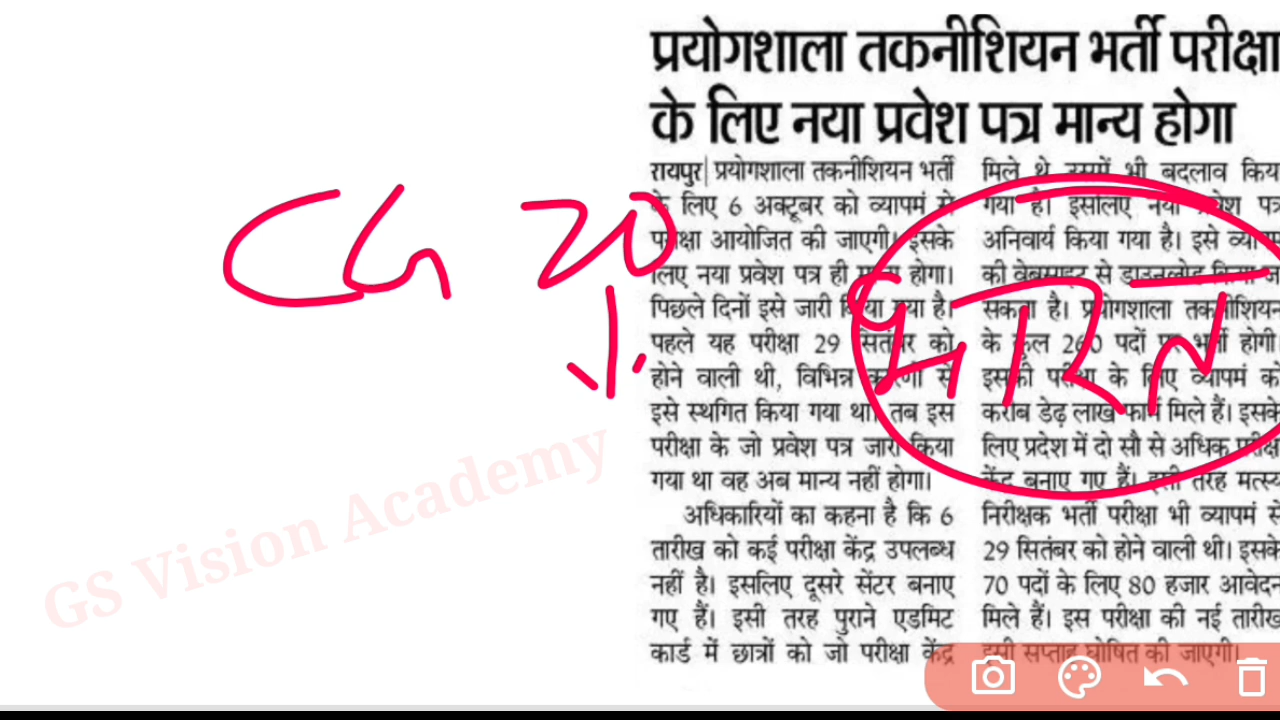 प्रयोगशाला तकनीशियन भर्ती परीक्षा
के लिए नया प्रवेश पत्र मान्य होगा
रायपुर| प्रयोगशाला तकनीशियन भर्ती
के लिए 6 अक्टूबर को व्यापमं से
परीक्षा आयोजित की जाएगी। इसके
लिए नया प्रवेश पत्र ही मान्य होगा।
पिछले दिनों इसे जारी किया गया है।
पहले यह परीक्षा 29 सितंबर को
होने वाली थी, विभिन्न कारणों से
इसे स्थगित किया गया था। तब इस
परीक्षा के जो प्रवेश पत्र जारी किया
गया था वह अब मान्य नहीं होगा।
अधिकारियों का कहना है कि 6
तारीख को कई परीक्षा केंद्र उपलब्ध
नहीं है। इसलिए दूसरे सेंटर बनाए
गए हैं। इसी तरह पुराने एडमिट
कार्ड में छात्रों को जो परीक्षा केंद्र
मिले थे उसमें भी बदलाव किया
गया है। इसलिए नया प्रवेश पत्र
अनिवार्य किया गया है। इसे व्यापमं
की वेबसाइट से डाउनलोड किया जा
सकता है। प्रयोगशाला तकनीशियन
के कुल 260 पदों पर भर्ती होगी।
इसकी परीक्षा के लिए व्यापमं को
करीब डेढ़ लाख फार्म मिले हैं। इसके
लिए प्रदेश में दो सौ से अधिक परीक्षा
केंद्र बनाए गए हैं। इसी तरह मत्स्य
निरीक्षक भर्ती परीक्षा भी व्यापमं से
29 सितंबर को होने वाली थी। इसके
70 पदों के लिए 80 हजार आवेदन
मिले हैं। इस परीक्षा की नई तारीख
इसी सप्ताह घोषित की जाएगी।
CG 20
GS Vision Academy